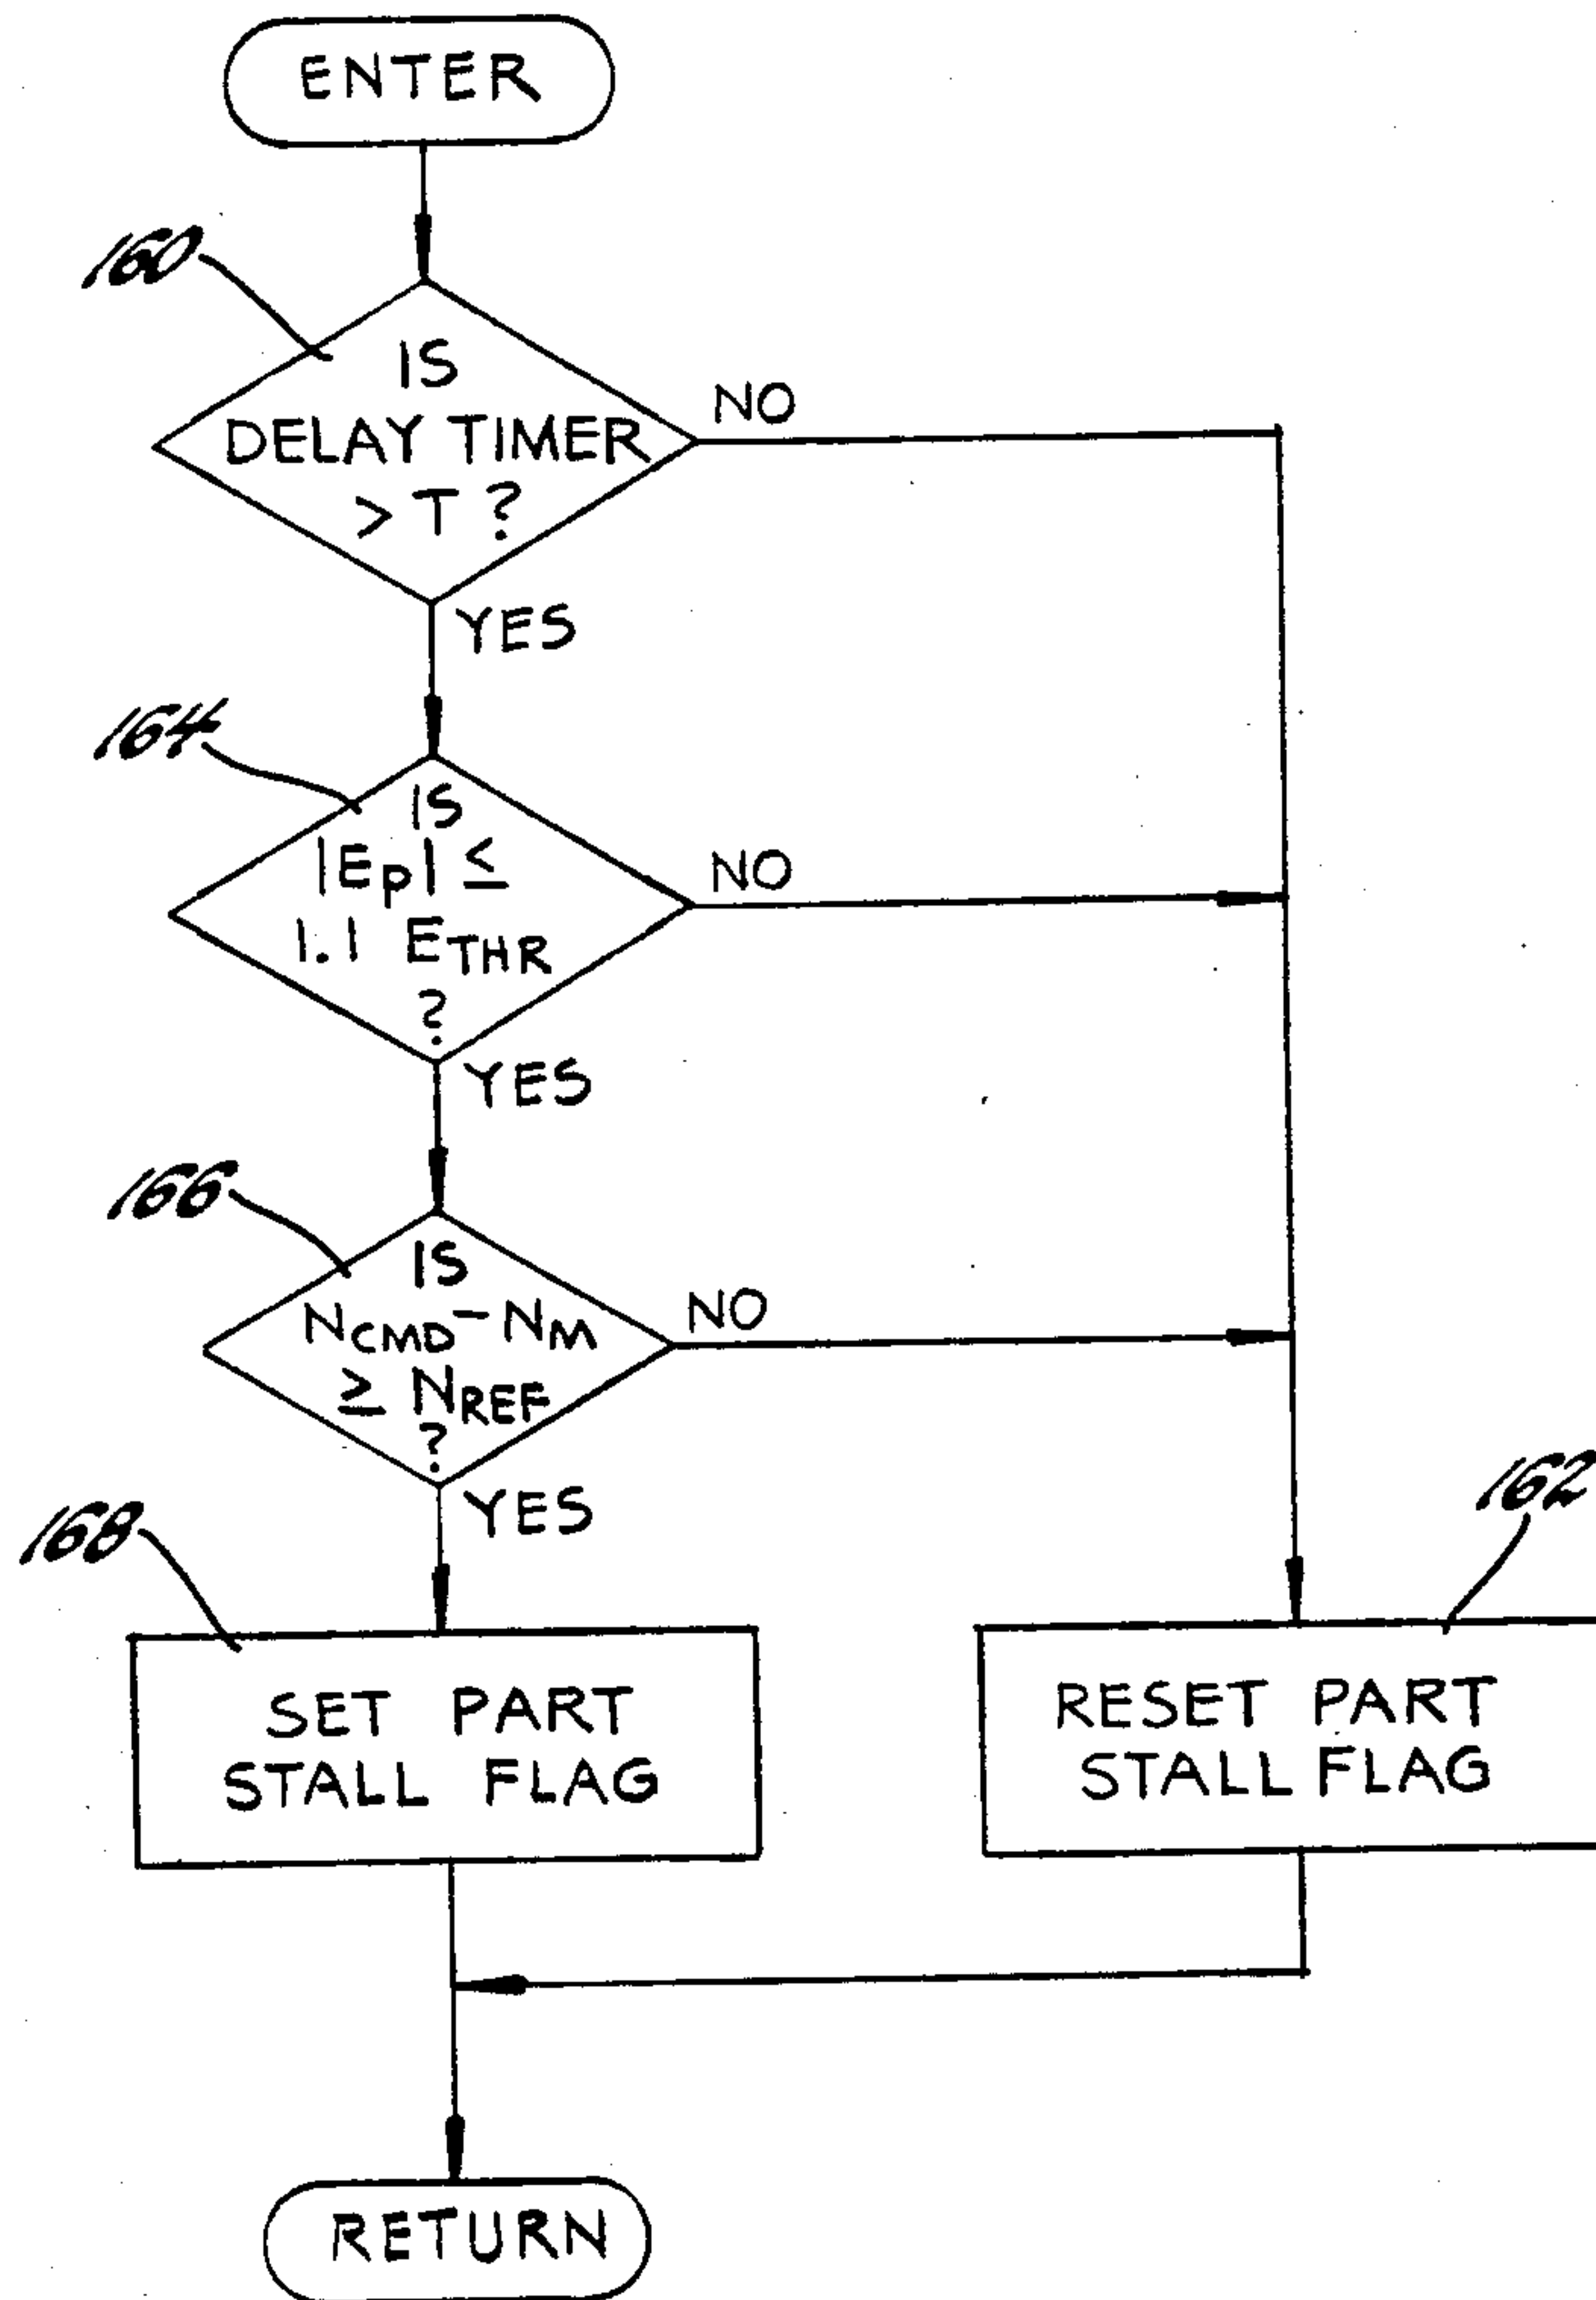 ENTER
160
IS
DELAY TIMER
> T ?
NO
YES
164
IS
|EP| ≤
1.1 ETHR
?
NO
YES
166
IS
NCMD - NM
≥ NREF
?
NO
YES
168
162
SET PART
STALL FLAG
RESET PART
STALL FLAG
RETURN